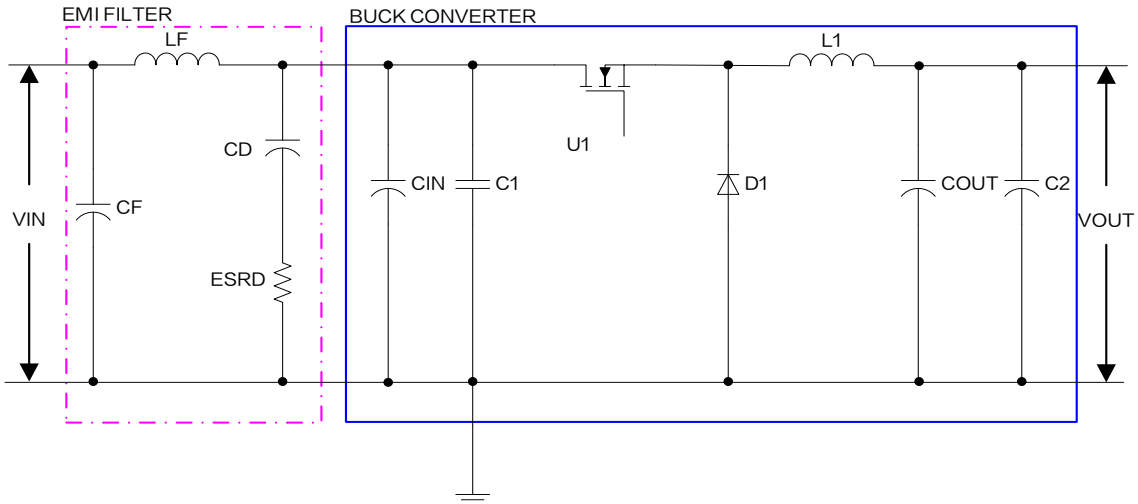 EMI FILTER
BUCK CONVERTER
LF
L1
CD
U1
CIN
C1
D1
COUT
C2
CF
VIN
VOUT
ESRD